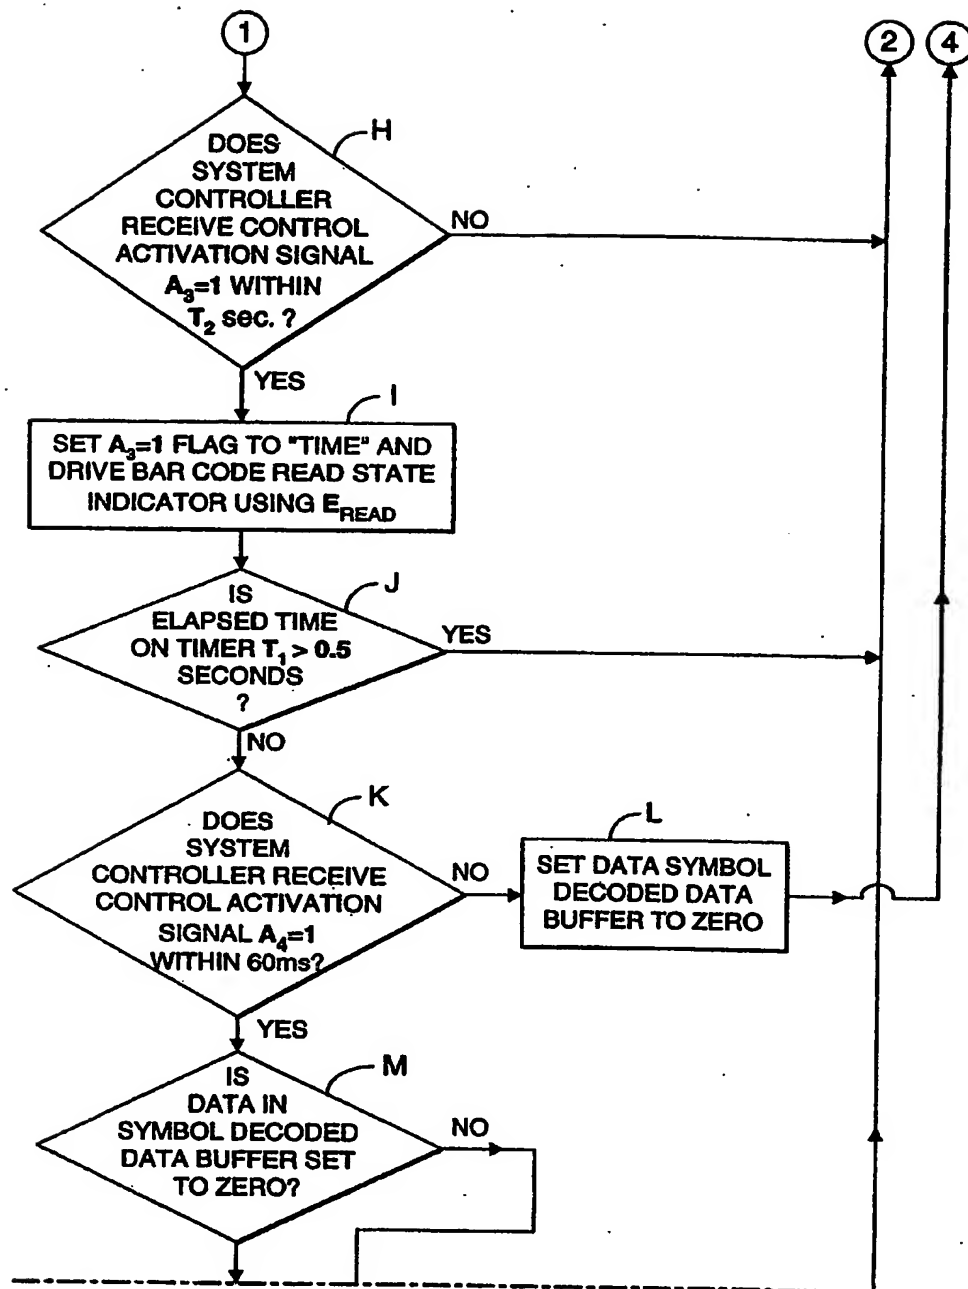 1
2
4
H
DOES
SYSTEM
CONTROLLER
RECEIVE CONTROL
ACTIVATION SIGNAL
A₃=1 WITHIN
T₂ sec. ?
NO
YES
I
SET A₃=1 FLAG TO "TIME" AND
DRIVE BAR CODE READ STATE
INDICATOR USING E_READ
J
IS
ELAPSED TIME
ON TIMER T₁ > 0.5
SECONDS
?
YES
NO
K
DOES
SYSTEM
CONTROLLER RECEIVE
CONTROL ACTIVATION
SIGNAL A₄=1
WITHIN 60ms?
NO
L
SET DATA SYMBOL
DECODED DATA
BUFFER TO ZERO
YES
M
IS
DATA IN
SYMBOL DECODED
DATA BUFFER SET
TO ZERO?
NO